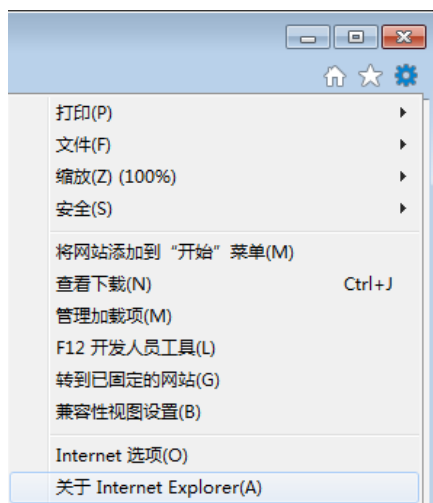 打印(P)
文件(F)
缩放(Z) (100%)
安全(S)
将网站添加到“开始”菜单(M)
查看下载(N) Ctrl+J
管理加载项(M)
F12 开发人员工具(L)
转到已固定的网站(G)
兼容性视图设置(B)
Internet 选项(O)
关于 Internet Explorer(A)